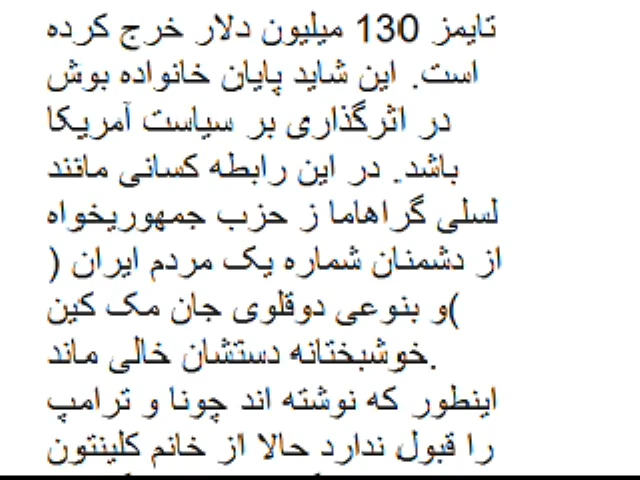 تایمز 130 میلیون دلار خرج کرده
است. این شاید پایان خانواده بوش
در اثرگذاری بر سیاست آمریکا
باشد. در این رابطه کسانی مانند
لسلی گراهاما ز حزب جمهوریخواه
از دشمنان شماره یک مردم ایران (
)و بنوعی دوقلوی جان مک کین
خوشبختانه دستشان خالی ماند.
اینطور که نوشته اند چونا و ترامپ
را قبول ندارد حالا از خانم کلینتون